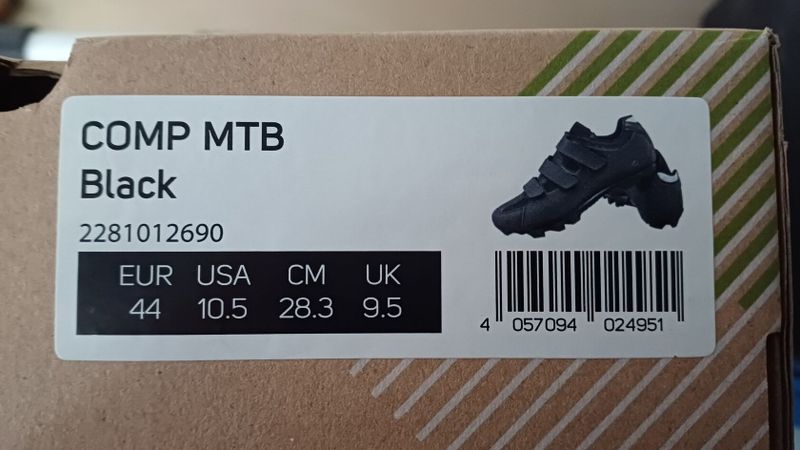 COMP MTB
Black
2281012690
EUR USA CM UK
44 10.5 28.3 9.5
4 057094 024951